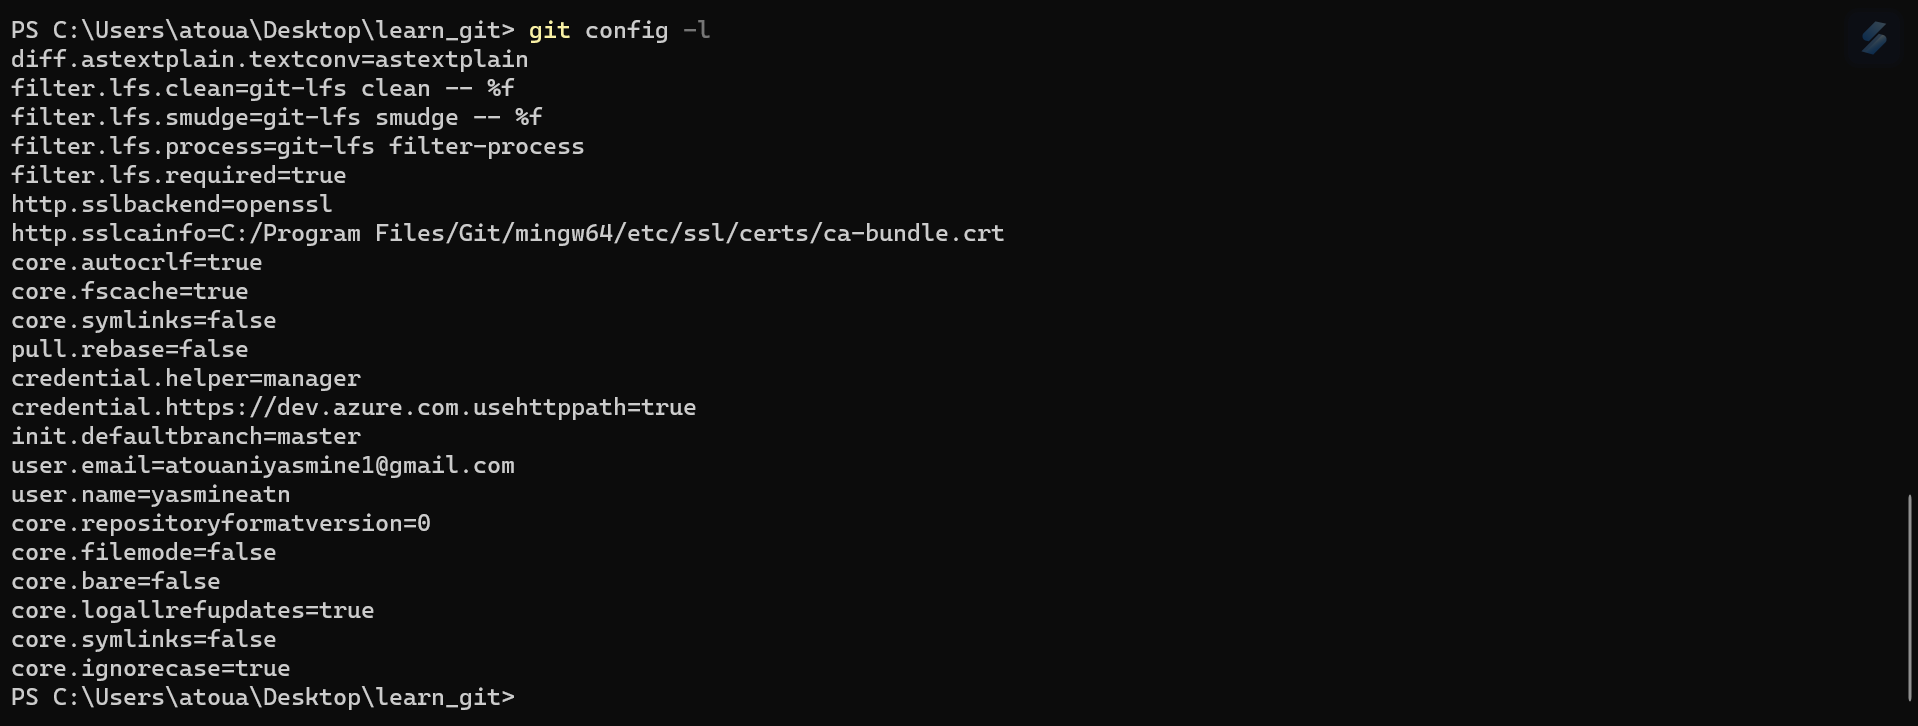 PS C:\Users\atoua\Desktop\learn_git> git config -l
diff.astextplain.textconv=astextplain
filter.lfs.clean=git-lfs clean -- %f
filter.lfs.smudge=git-lfs smudge -- %f
filter.lfs.process=git-lfs filter-process
filter.lfs.required=true
http.sslbackend=openssl
http.sslcainfo=C:/Program Files/Git/mingw64/etc/ssl/certs/ca-bundle.crt
core.autocrlf=true
core.fscache=true
core.symlinks=false
pull.rebase=false
credential.helper=manager
credential.https://dev.azure.com.usehttppath=true
init.defaultbranch=master
user.email=atouaniyasmine1@gmail.com
user.name=yasmineatn
core.repositoryformatversion=0
core.filemode=false
core.bare=false
core.logallrefupdates=true
core.symlinks=false
core.ignorecase=true
PS C:\Users\atoua\Desktop\learn_git>